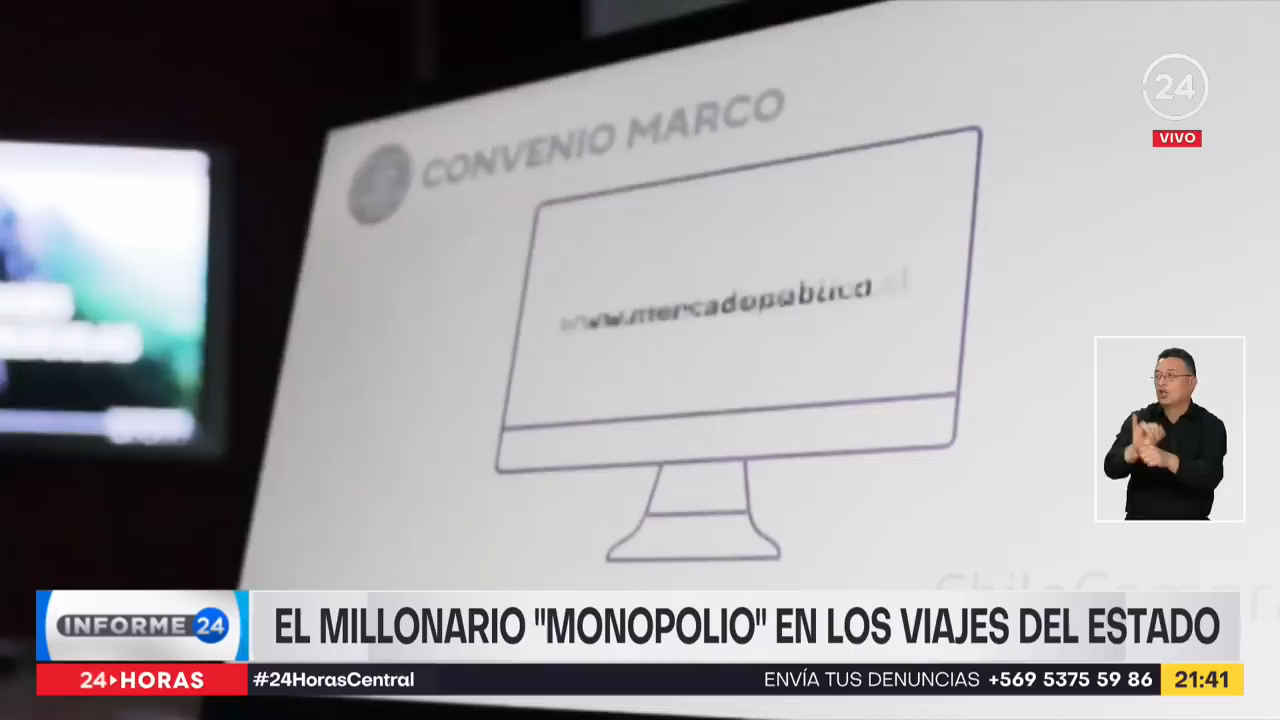 24
VIVO
CONVENIO MARCO
www.mercadopublico.cl
INFORME 24
EL MILLONARIO "MONOPOLIO" EN LOS VIAJES DEL ESTADO
24 HORAS
#24HorasCentral
ENVÍA TUS DENUNCIAS +569 5375 59 86
21:41